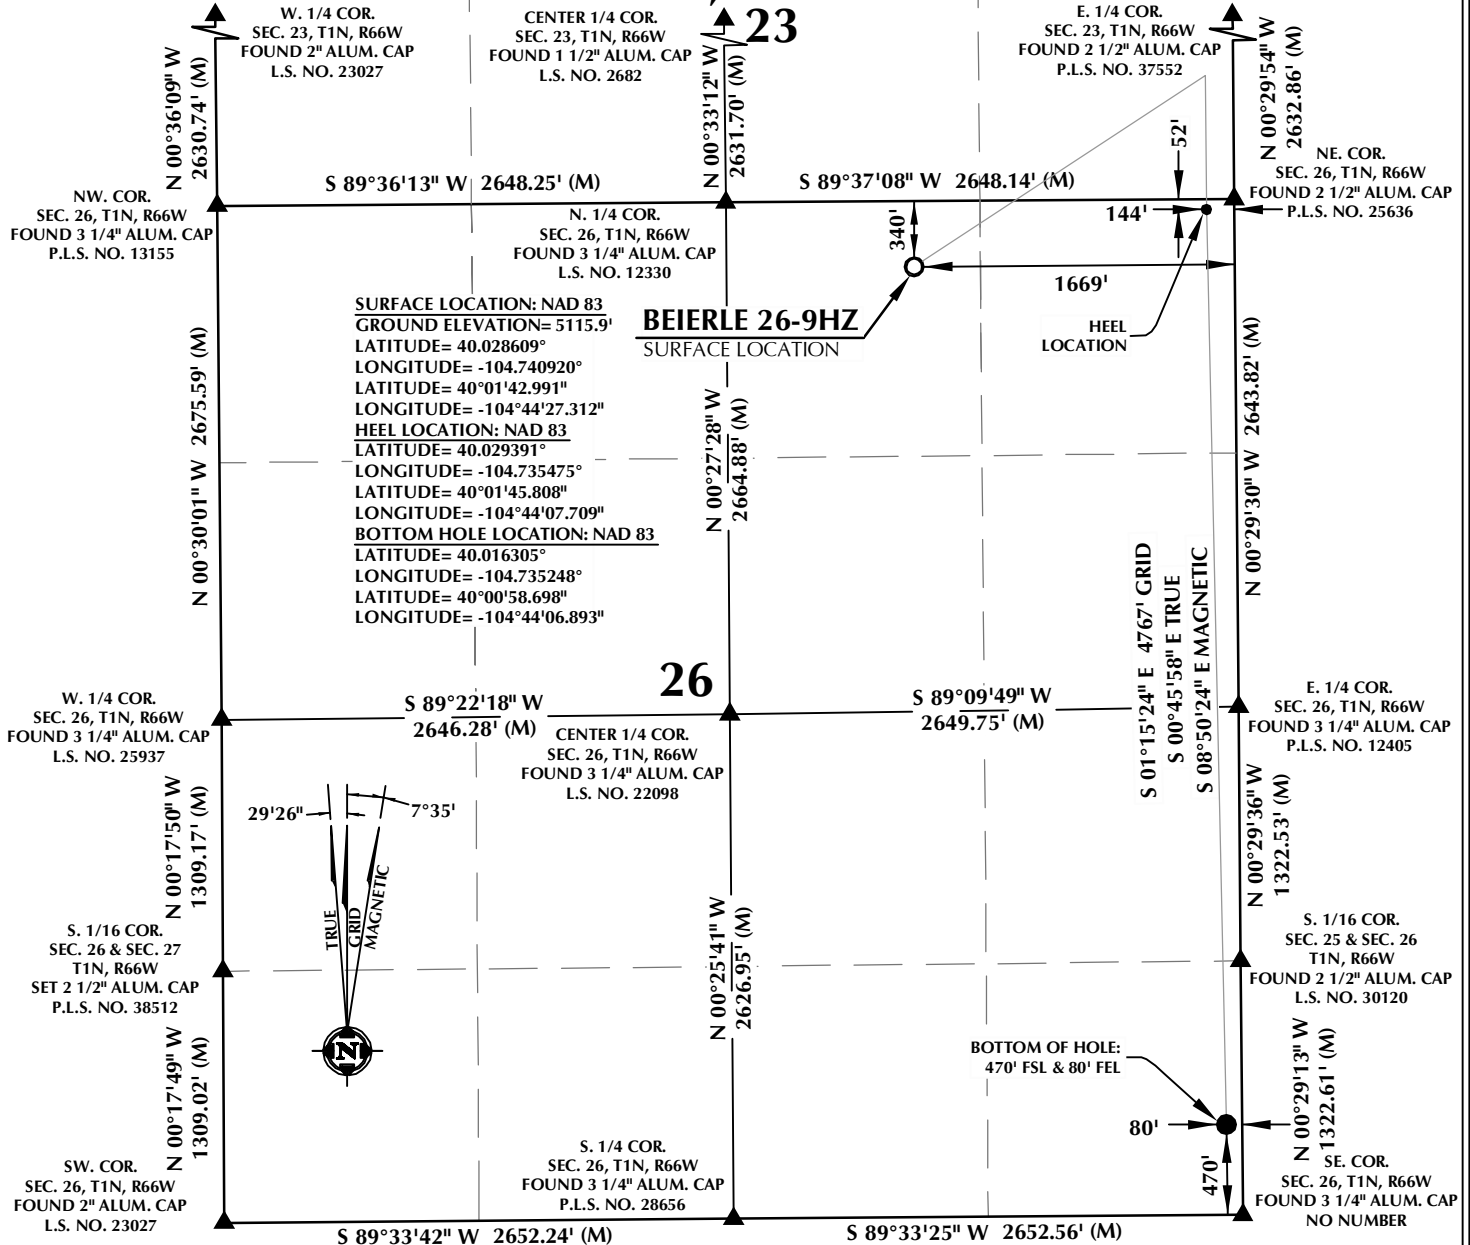 W. 1/4 COR.
SEC. 23, T1N, R66W
FOUND 2" ALUM. CAP
L.S. NO. 23027
CENTER 1/4 COR.
SEC. 23, T1N, R66W
FOUND 1 1/2" ALUM. CAP
L.S. NO. 2682
23
E. 1/4 COR.
SEC. 23, T1N, R66W
FOUND 2 1/2" ALUM. CAP
P.L.S. NO. 37552
N 00°36'09" W
2630.74' (M)
N 00°33'12" W
2631.70' (M)
N 00°29'54" W
2632.86' (M)
52'
NW. COR.
SEC. 26, T1N, R66W
FOUND 3 1/4" ALUM. CAP
P.L.S. NO. 13155
S 89°36'13" W 2648.25' (M)
S 89°37'08" W 2648.14' (M)
NE. COR.
SEC. 26, T1N, R66W
FOUND 2 1/2" ALUM. CAP
P.L.S. NO. 25636
N. 1/4 COR.
SEC. 26, T1N, R66W
FOUND 3 1/4" ALUM. CAP
L.S. NO. 12330
340'
144'
1669'
HEEL
LOCATION
BEIERLE 26-9HZ
SURFACE LOCATION
SURFACE LOCATION: NAD 83
GROUND ELEVATION= 5115.9'
LATITUDE= 40.028609°
LONGITUDE= -104.740920°
LATITUDE= 40°01'42.991"
LONGITUDE= -104°44'27.312"
HEEL LOCATION: NAD 83
LATITUDE= 40.029391°
LONGITUDE= -104.735475°
LATITUDE= 40°01'45.808"
LONGITUDE= -104°44'07.709"
BOTTOM HOLE LOCATION: NAD 83
LATITUDE= 40.016305°
LONGITUDE= -104.735248°
LATITUDE= 40°00'58.698"
LONGITUDE= -104°44'06.893"
N 00°30'01" W 2675.59' (M)
N 00°27'28" W
2664.88' (M)
N 00°29'30" W 2643.82' (M)
S 01°15'24" E 4767' GRID
S 00°45'58" E TRUE
S 08°50'24" E MAGNETIC
26
W. 1/4 COR.
SEC. 26, T1N, R66W
FOUND 3 1/4" ALUM. CAP
L.S. NO. 25937
S 89°22'18" W
2646.28' (M)
CENTER 1/4 COR.
SEC. 26, T1N, R66W
FOUND 3 1/4" ALUM. CAP
L.S. NO. 22098
S 89°09'49" W
2649.75' (M)
E. 1/4 COR.
SEC. 26, T1N, R66W
FOUND 3 1/4" ALUM. CAP
P.L.S. NO. 12405
N 00°17'50" W
1309.17' (M)
29'26"
7°35'
TRUE
GRID
MAGNETIC
N
N 00°29'36" W
1322.53' (M)
S. 1/16 COR.
SEC. 26 & SEC. 27
T1N, R66W
SET 2 1/2" ALUM. CAP
P.L.S. NO. 38512
N 00°25'41" W
2626.95' (M)
S. 1/16 COR.
SEC. 25 & SEC. 26
T1N, R66W
FOUND 2 1/2" ALUM. CAP
L.S. NO. 30120
N 00°17'49" W
1309.02' (M)
BOTTOM OF HOLE:
470' FSL & 80' FEL
80'
470'
N 00°29'13" W
1322.61' (M)
SW. COR.
SEC. 26, T1N, R66W
FOUND 2" ALUM. CAP
L.S. NO. 23027
S. 1/4 COR.
SEC. 26, T1N, R66W
FOUND 3 1/4" ALUM. CAP
P.L.S. NO. 28656
SE. COR.
SEC. 26, T1N, R66W
FOUND 3 1/4" ALUM. CAP
NO NUMBER
S 89°33'42" W 2652.24' (M)
S 89°33'25" W 2652.56' (M)